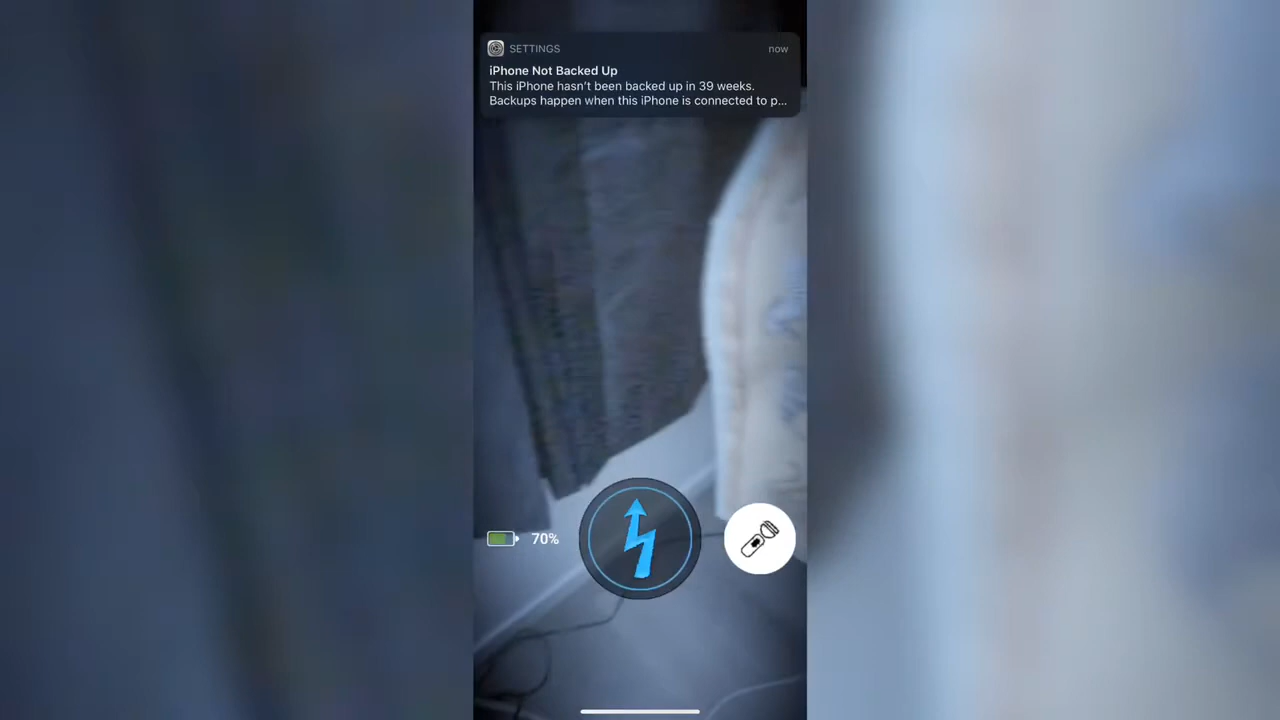 SETTINGS now
iPhone Not Backed Up
This iPhone hasn't been backed up in 39 weeks.
Backups happen when this iPhone is connected to p...
70%